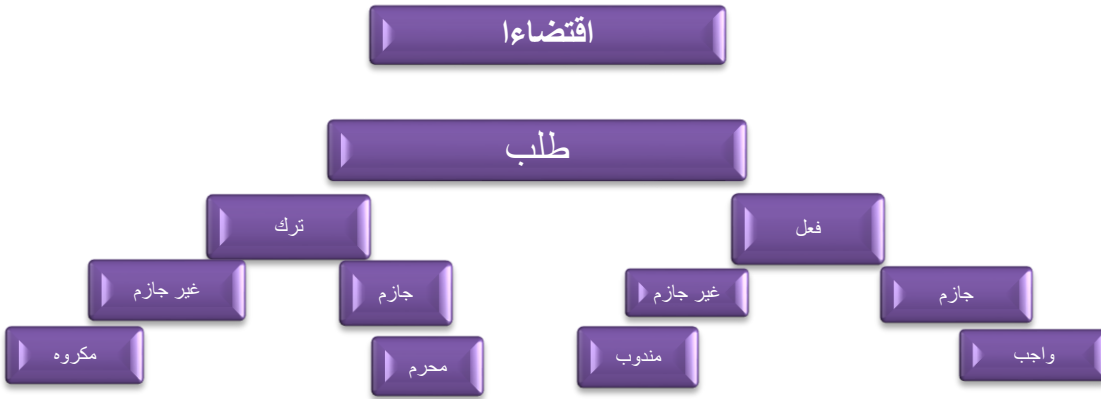 اقتضاءا
طلب
فعل
ترك
جازم
غير جازم
جازم
غير جازم
واجب
مندوب
محرم
مكروه